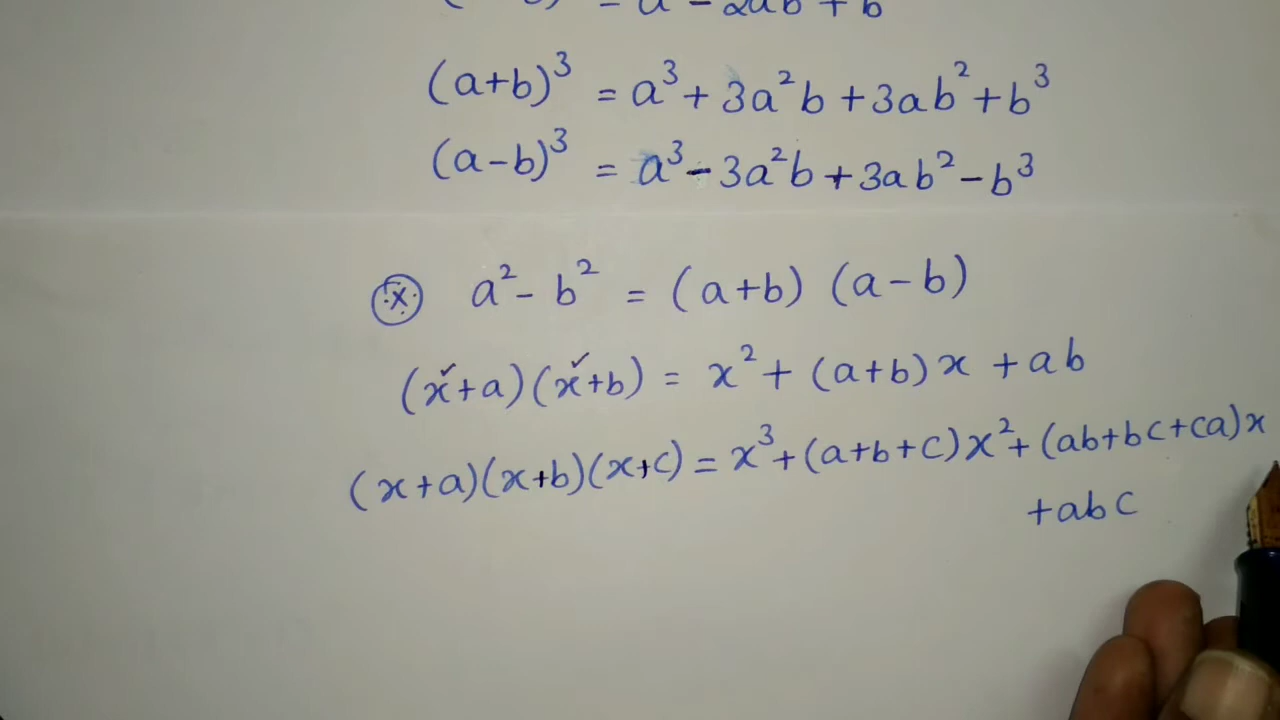 = a - 2ab + b
(a+b)³ = a³ + 3a²b + 3ab² + b³
(a-b)³ = a³ - 3a²b + 3ab² - b³
x a² - b² = (a+b) (a-b)
(x✓+a)(x✓+b) = x² + (a+b)x + ab
(x+a)(x+b)(x+c) = x³ + (a+b+c)x² + (ab+bc+ca)x
+abc